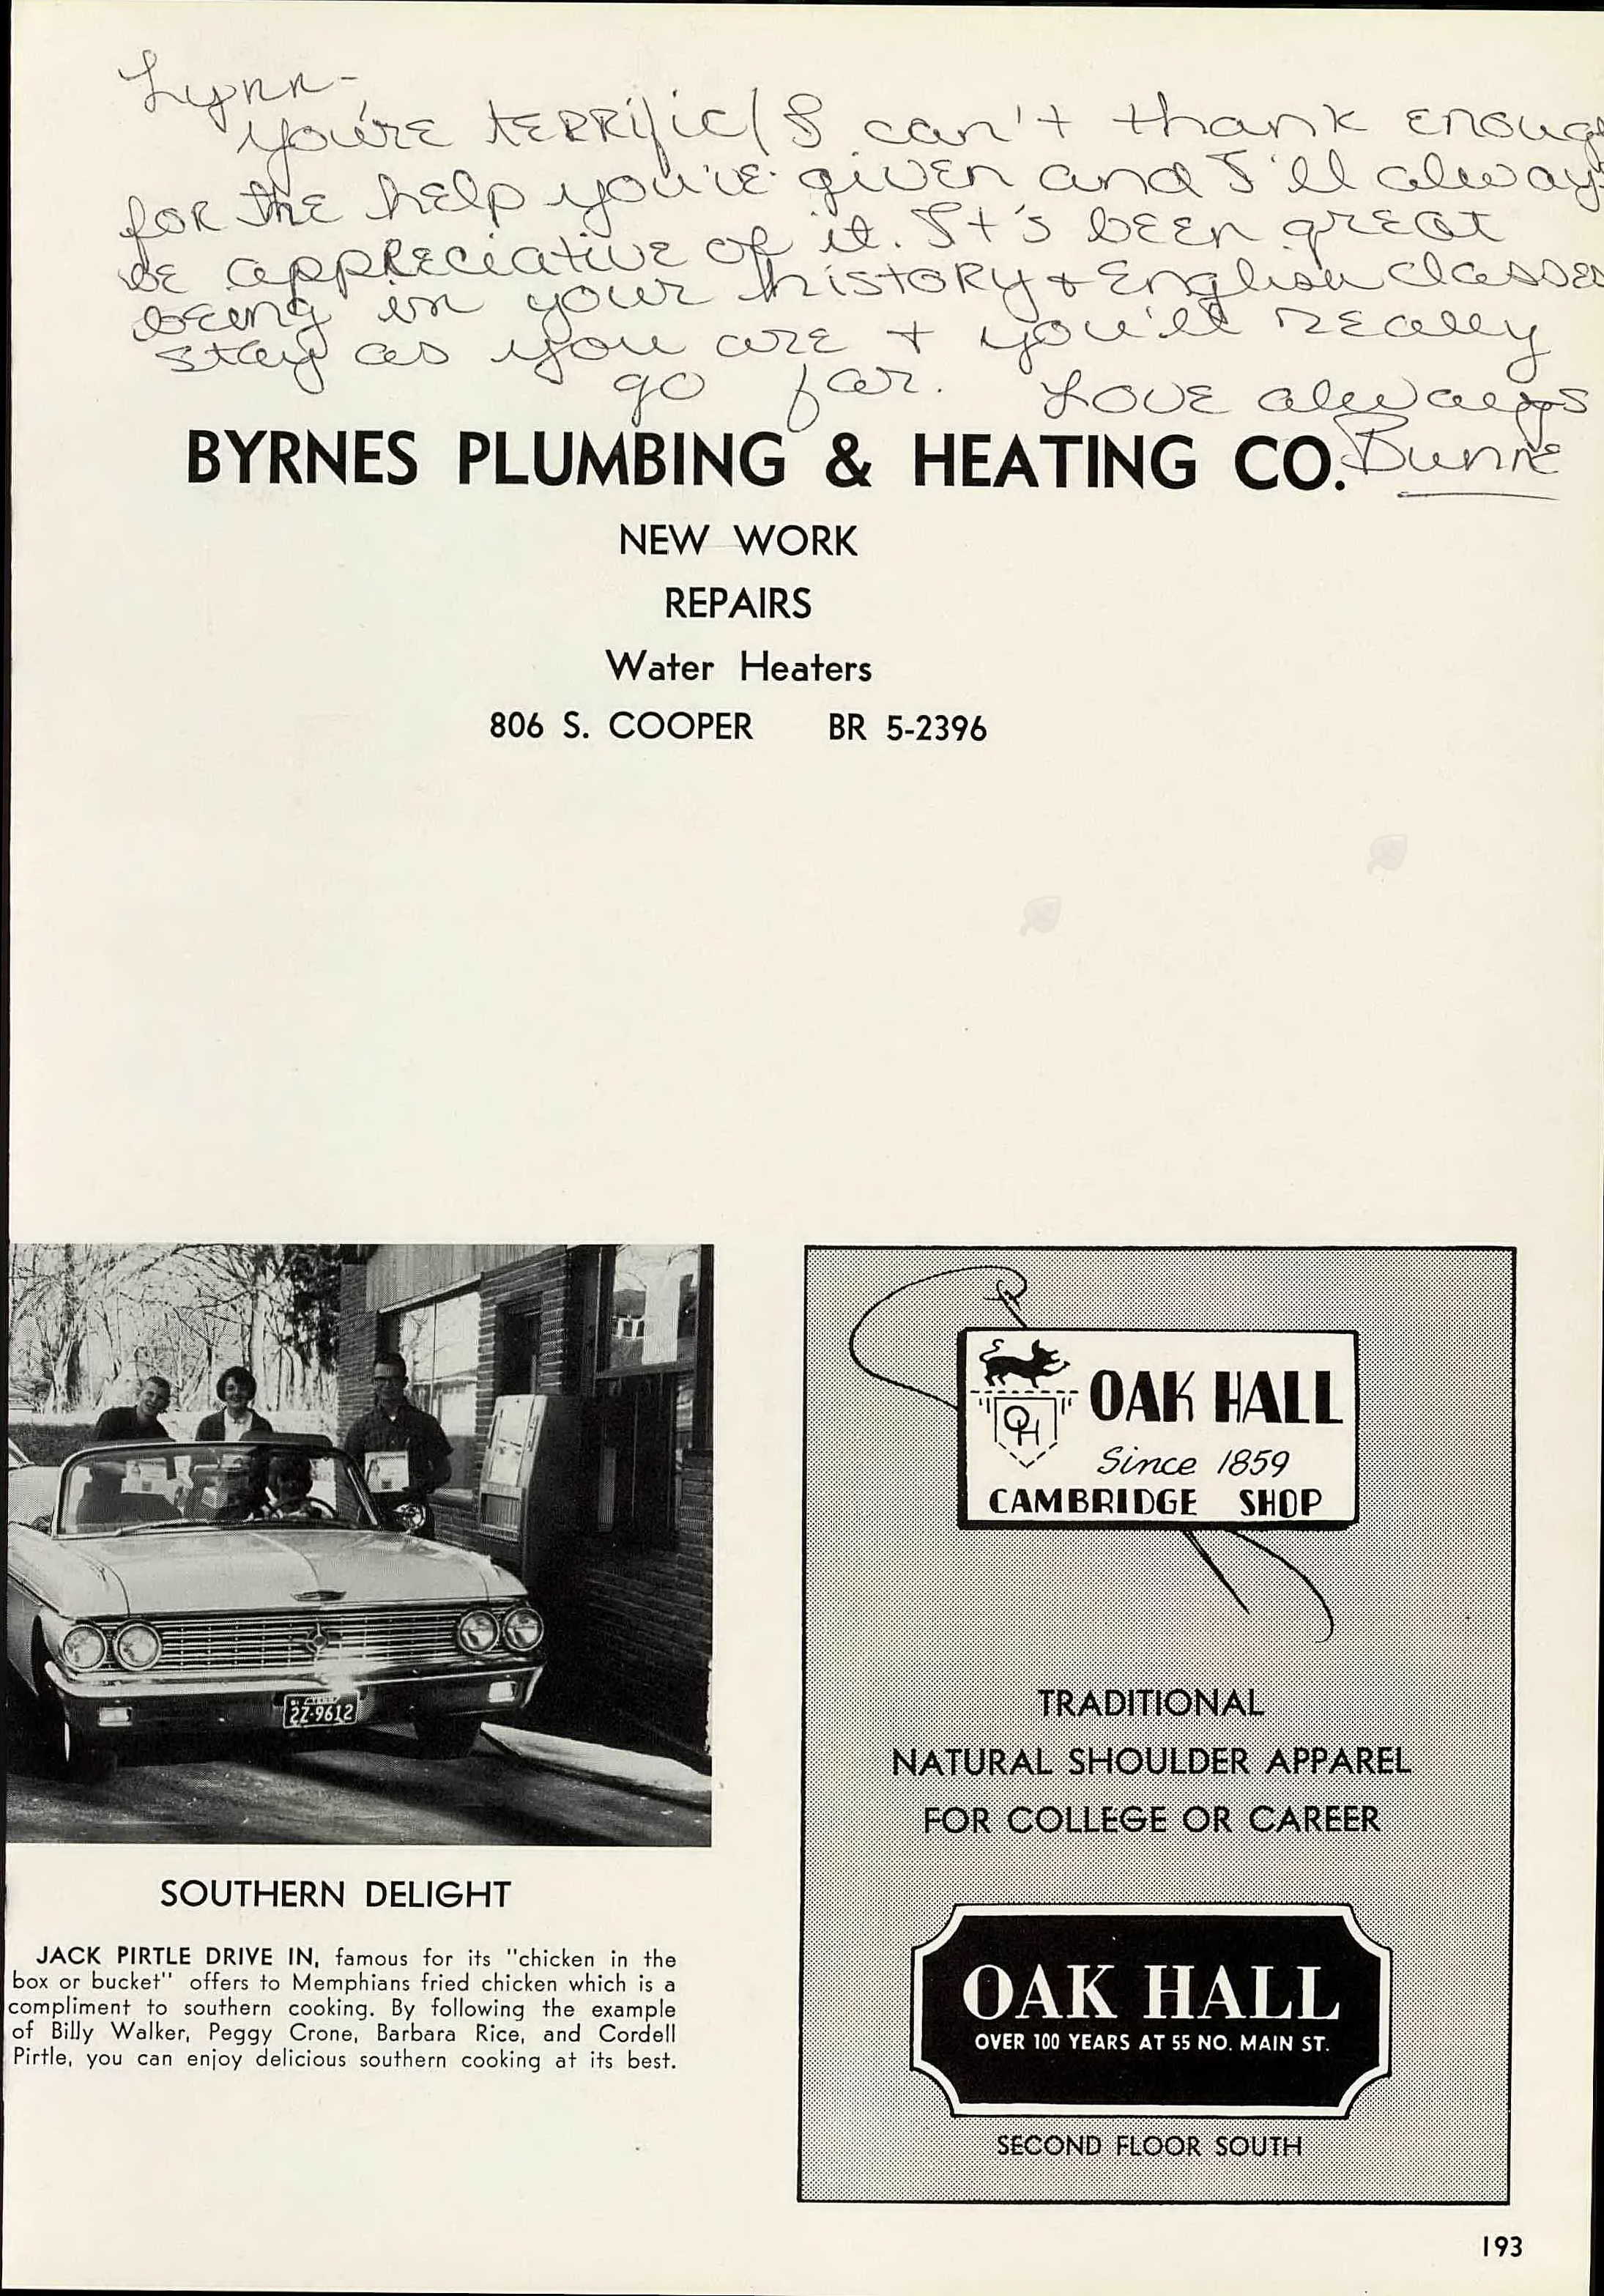 Lynn-
You're terrific! I can't thank enoug
for the help you've given and I'll always
be appreciative of it. It's been great
being in your history & English classes
stay as you are + you'll really
go far. Love always
Bunne
BYRNES PLUMBING & HEATING CO.
NEW WORK
REPAIRS
Water Heaters
806 S. COOPER BR 5-2396
2Z-9612
SOUTHERN DELIGHT
JACK PIRTLE DRIVE IN, famous for its "chicken in the
box or bucket" offers to Memphians fried chicken which is a
compliment to southern cooking. By following the example
of Billy Walker, Peggy Crone, Barbara Rice, and Cordell
Pirtle, you can enjoy delicious southern cooking at its best.
OH
OAK HALL
Since 1859
CAMBRIDGE SHOP
TRADITIONAL
NATURAL SHOULDER APPAREL
FOR COLLEGE OR CAREER
OAK HALL
OVER 100 YEARS AT 55 NO. MAIN ST.
SECOND FLOOR SOUTH
193